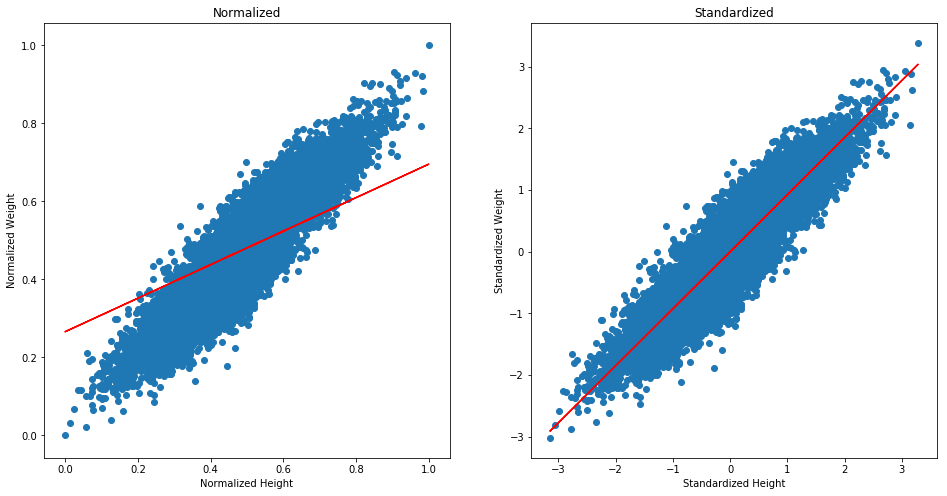 Normalized
1.0
0.8
0.6
0.4
0.2
0.0
Normalized Weight
0.0 0.2 0.4 0.6 0.8 1.0
Normalized Height
Standardized
3
2
1
0
−1
−2
−3
Standardized Weight
−3 −2 −1 0 1 2 3
Standardized Height